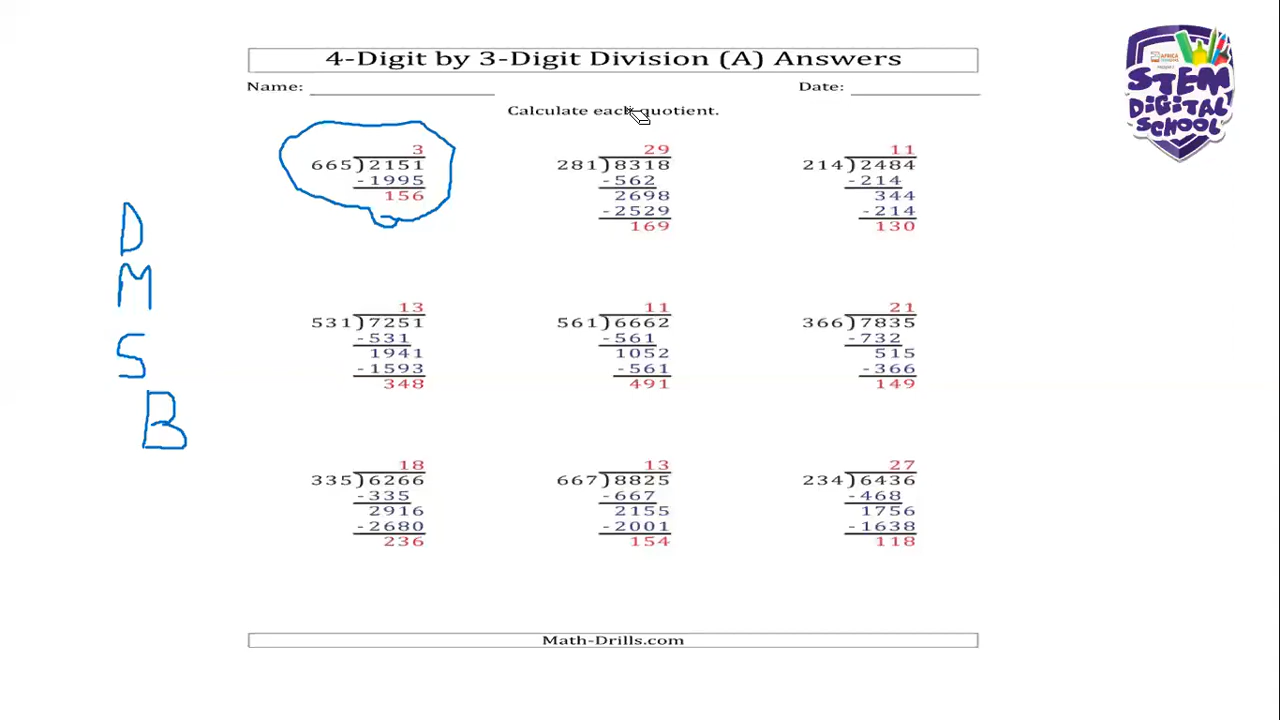 4-Digit by 3-Digit Division (A) Answers
Name: Date:
Calculate each quotient.
3 29 11
665)2151 281)8318 214)2484
-1995 -562 -214
156 2698 344
-2529 -214
169 130
13 11 21
531)7251 561)6662 366)7835
-531 -561 -732
1941 1052 515
-1593 -561 -366
348 491 149
18 13 27
335)6266 667)8825 234)6436
-335 -667 -468
2916 2155 1756
-2680 -2001 -1638
236 154 118
Math-Drills.com
D
M
S
B
STEM
DIGITAL
SCHOOL